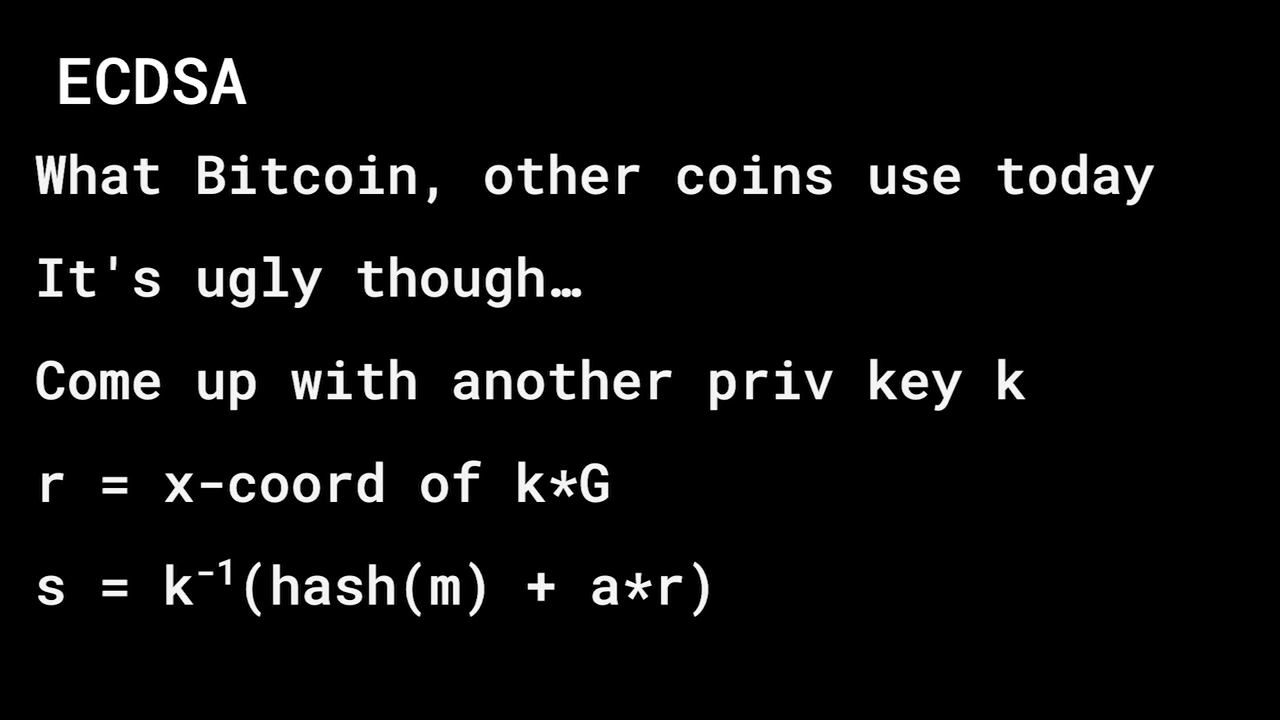 ECDSA
What Bitcoin, other coins use today
It's ugly though…
Come up with another priv key k
r = x-coord of k*G
s = k⁻¹(hash(m) + a*r)